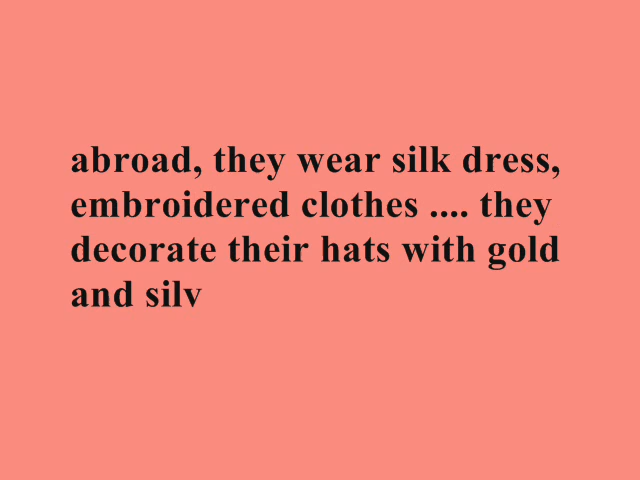 abroad, they wear silk dress,
embroidered clothes .... they
decorate their hats with gold
and silv